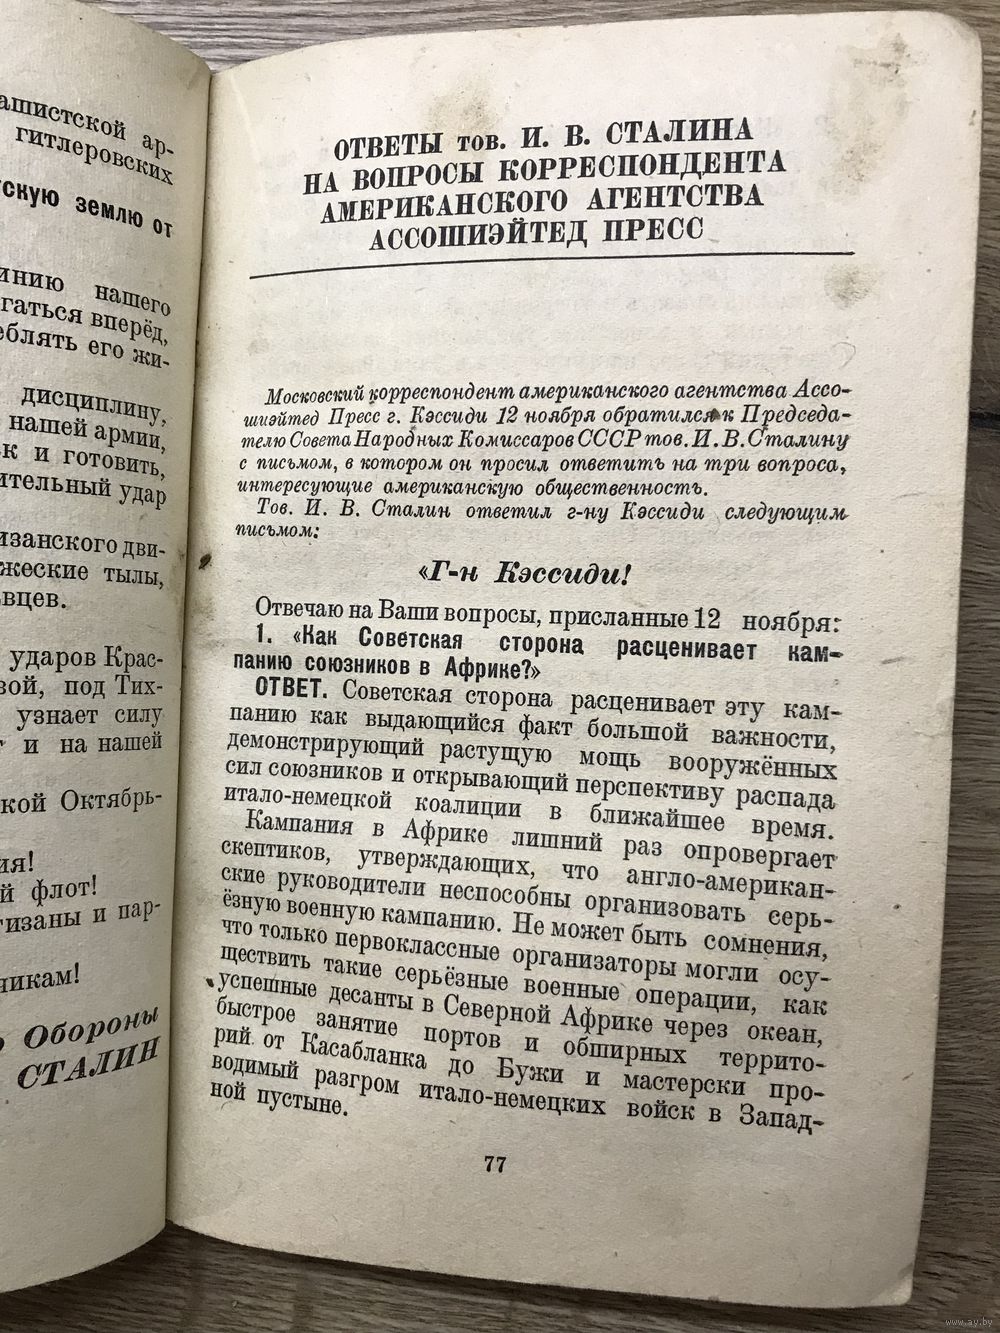 ашистской ар-
гитлеровских
скую землю от
инию нашего
гаться вперёд,
еблять его жи-
дисциплину,
нашей армии,
к и готовить,
ительный удар
изанского дви-
жеские тылы,
вцев.
ударов Крас-
вой, под Тих-
узнает силу
и на нашей
кой Октябрь-
ия!
й флот!
тизаны и пар-
никам!
о Обороны
СТАЛИН
ОТВЕТЫ тов. И. В. СТАЛИНА
НА ВОПРОСЫ КОРРЕСПОНДЕНТА
АМЕРИКАНСКОГО АГЕНТСТВА
АССОШИЭЙТЕД ПРЕСС
Московский корреспондент американского агентства Ассо-
шиэйтед Пресс г. Кэссиди 12 ноября обратился к Председа-
телю Совета Народных Комиссаров СССР тов. И. В. Сталину
с письмом, в котором он просил ответить на три вопроса,
интересующие американскую общественность.
Тов. И. В. Сталин ответил г-ну Кэссиди следующим
письмом:
«Г-н Кэссиди!
Отвечаю на Ваши вопросы, присланные 12 ноября:
1. «Как Советская сторона расценивает кам-
панию союзников в Африке?»
ОТВЕТ. Советская сторона расценивает эту кам-
панию как выдающийся факт большой важности,
демонстрирующий растущую мощь вооружённых
сил союзников и открывающий перспективу распада
итало-немецкой коалиции в ближайшее время.
Кампания в Африке лишний раз опровергает
скептиков, утверждающих, что англо-американ-
ские руководители неспособны организовать серь-
ёзную военную кампанию. Не может быть сомнения,
что только первоклассные организаторы могли осу-
ществить такие серьёзные военные операции, как
успешные десанты в Северной Африке через океан,
быстрое занятие портов и обширных террито-
рий от Касабланка до Бужи и мастерски про-
водимый разгром итало-немецких войск в Запад-
ной пустыне.
77
www.ay.by